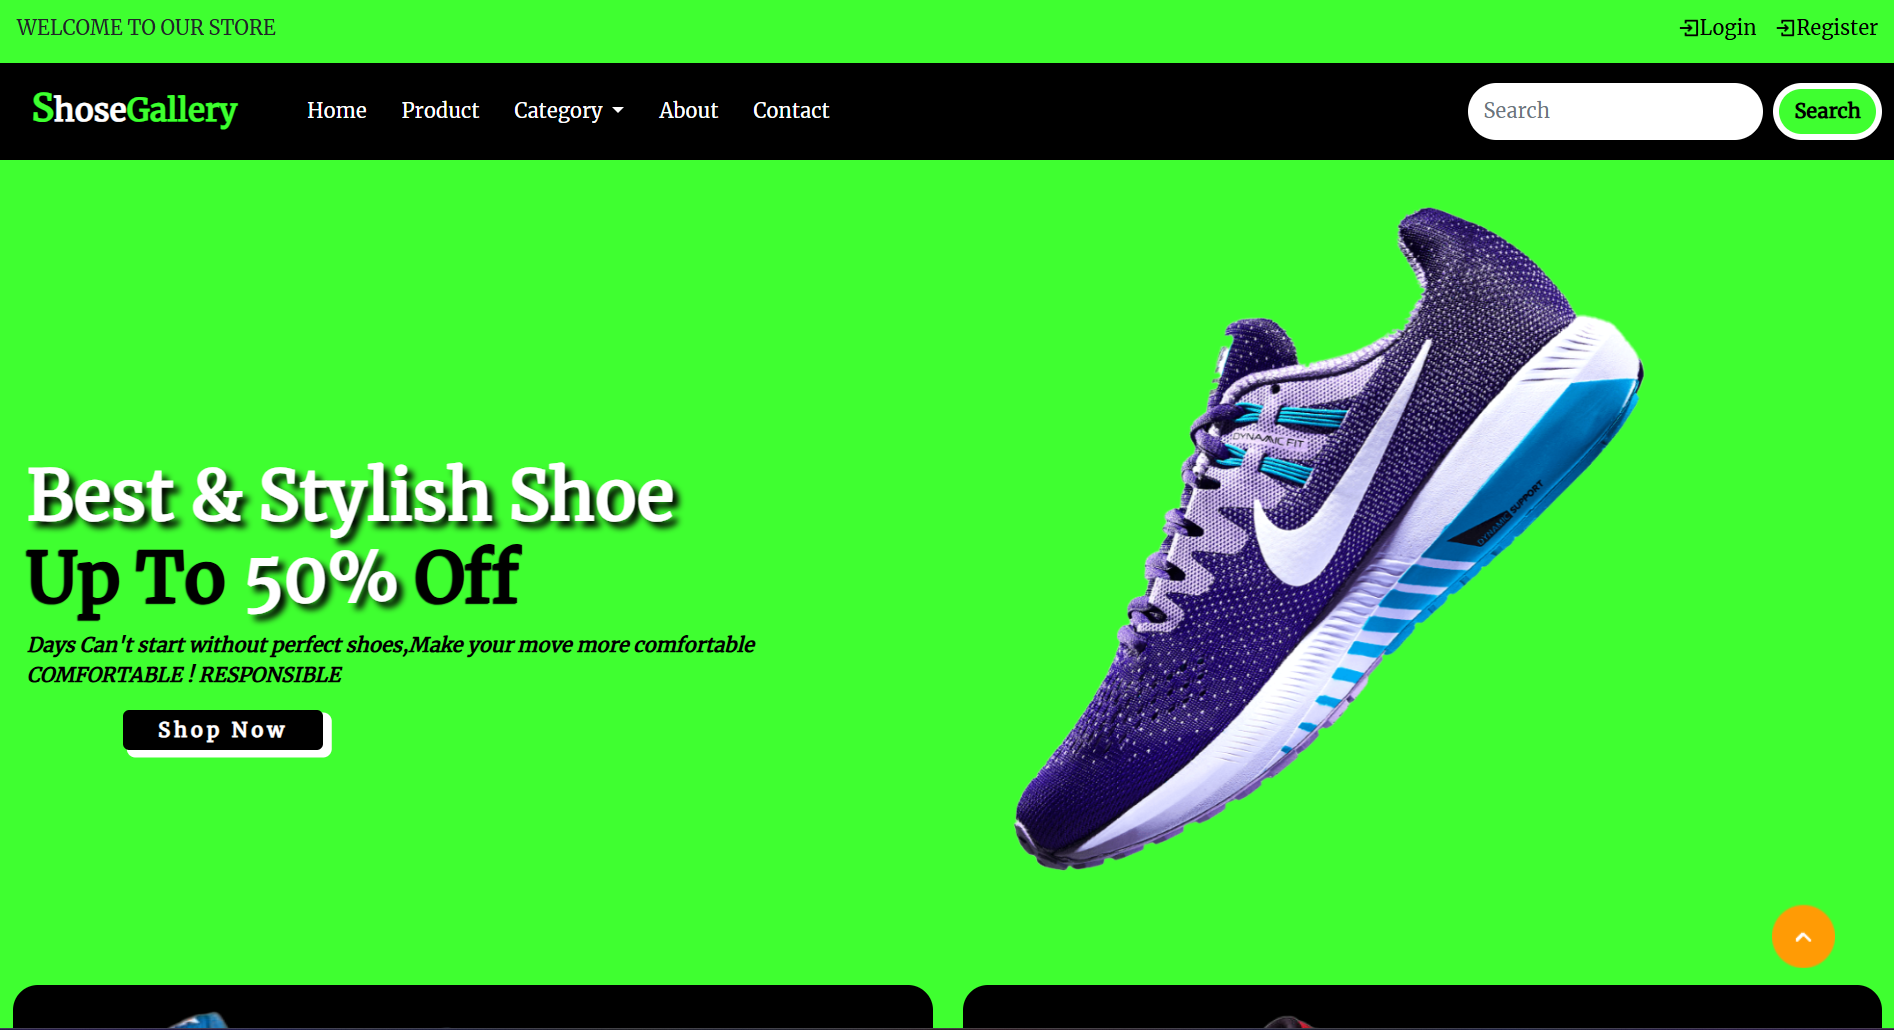 WELCOME TO OUR STORE
Login Register
ShoseGallery
Home Product Category About Contact
Search
Search
DYNAMIC FIT
DYNAMIC SUPPORT
Best & Stylish Shoe
Up To 50% Off
Days Can't start without perfect shoes,Make your move more comfortable
COMFORTABLE ! RESPONSIBLE
Shop Now